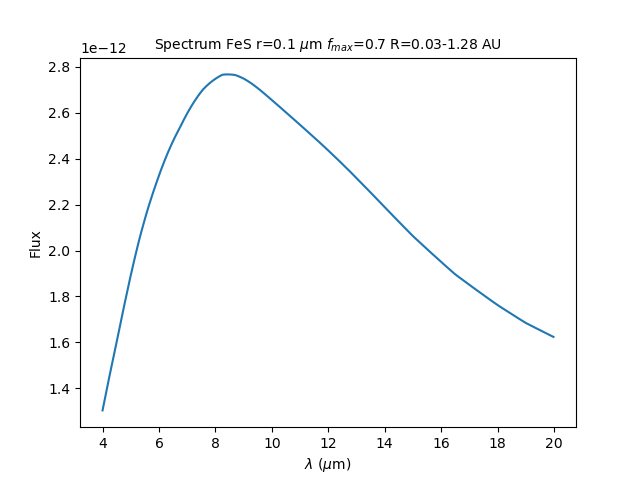 Spectrum FeS r=0.1 μm f_max=0.7 R=0.03-1.28 AU
1e−12
2.8
2.6
2.4
2.2
2.0
1.8
1.6
1.4
Flux
4 6 8 10 12 14 16 18 20
λ (μm)